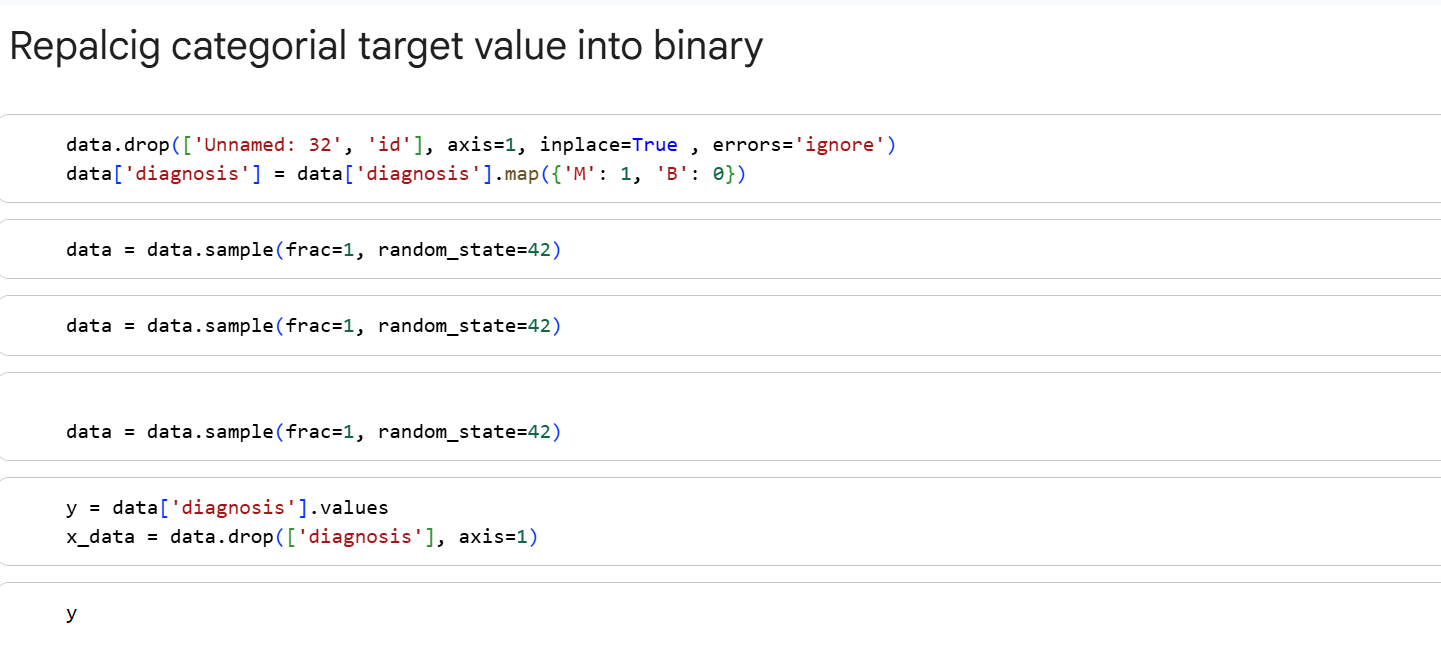 Repalcig categorial target value into binary
data.drop(['Unnamed: 32', 'id'], axis=1, inplace=True , errors='ignore')
data['diagnosis'] = data['diagnosis'].map({'M': 1, 'B': 0})
data = data.sample(frac=1, random_state=42)
data = data.sample(frac=1, random_state=42)
data = data.sample(frac=1, random_state=42)
y = data['diagnosis'].values
x_data = data.drop(['diagnosis'], axis=1)
y